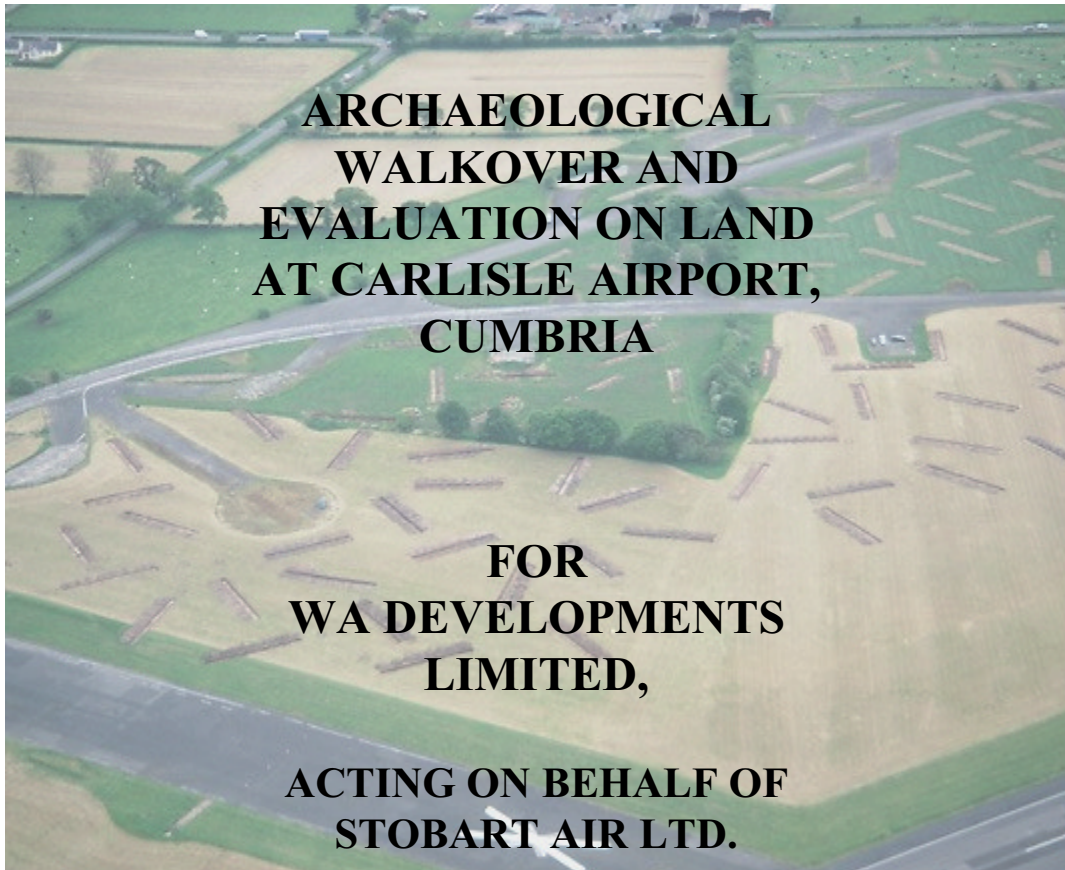 ARCHAEOLOGICAL
WALKOVER AND
EVALUATION ON LAND
AT CARLISLE AIRPORT,
CUMBRIA
FOR
WA DEVELOPMENTS
LIMITED,
ACTING ON BEHALF OF
STOBART AIR LTD.